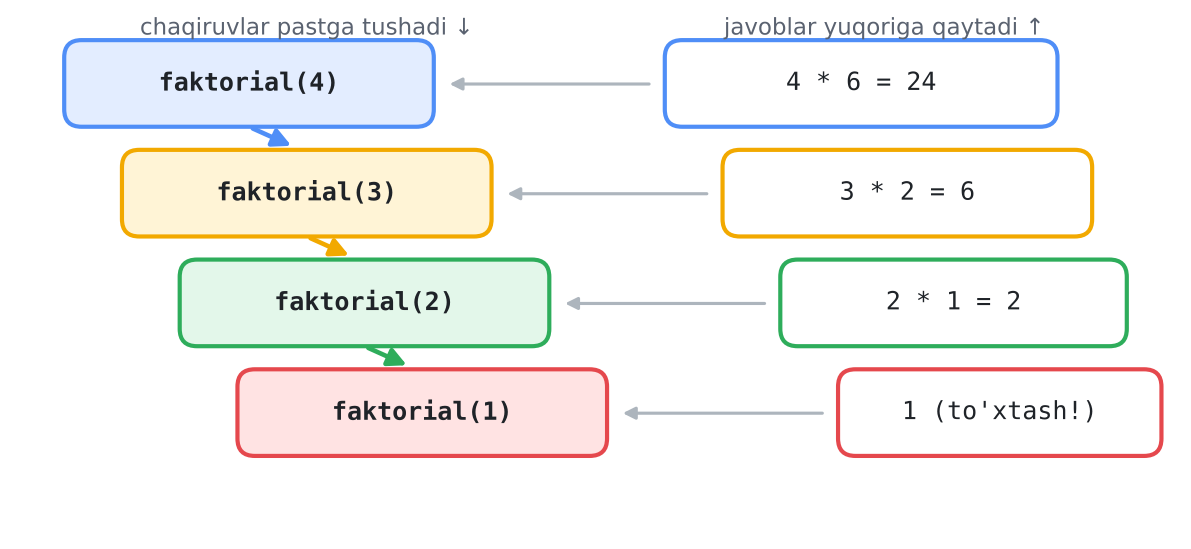 chaqiruvlar pastga tushadi ↓
javoblar yuqoriga qaytadi ↑
faktorial(4)
4 * 6 = 24
faktorial(3)
3 * 2 = 6
faktorial(2)
2 * 1 = 2
faktorial(1)
1 (to'xtash!)